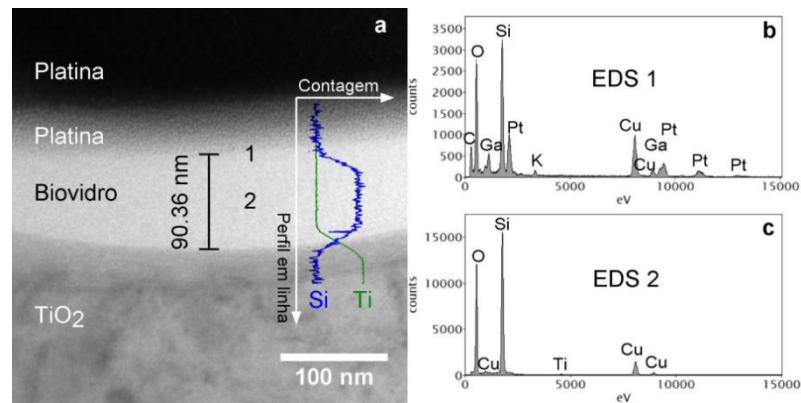 a
Platina
Contagem
Platina
1
Biovidro
2
90.36 nm
Perfil em linha
Si Ti
TiO2
100 nm
b
counts
3500
3000
2500
2000
1500
1000
500
0
EDS 1
O
Si
C
Ga
Pt
K
Cu
Cu
Ga
Pt
Pt
Pt
0 5000 10000 15000
eV
c
counts
15000
10000
5000
0
EDS 2
O
Si
Cu
Ti
Cu
Cu
0 5000 10000 15000
eV